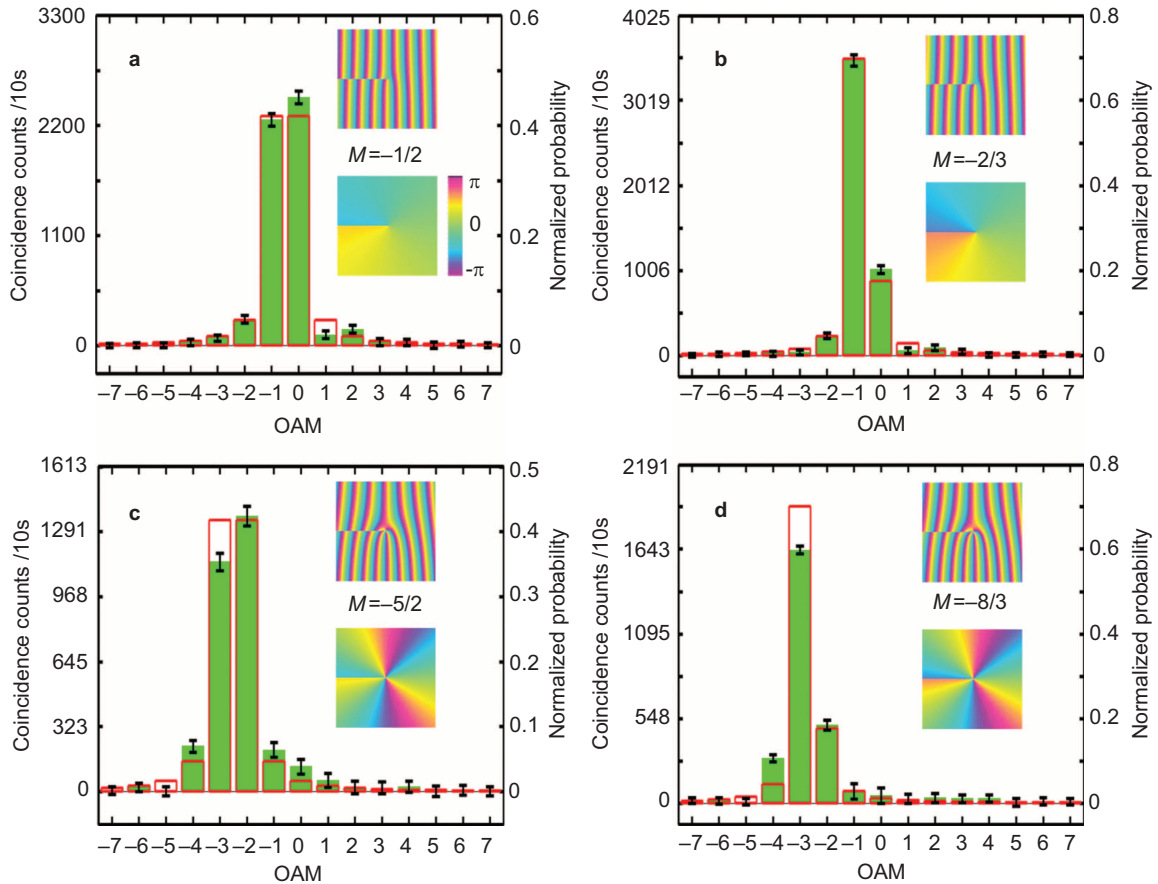 a
Coincidence counts /10s
3300
2200
1100
0
0.6
0.4
0.2
0
Normalized probability
M=–1/2
π
0
-π
–7 –6 –5 –4 –3 –2 –1 0 1 2 3 4 5 6 7
OAM
b
Coincidence counts /10s
4025
3019
2012
1006
0
0.8
0.6
0.4
0.2
0
Normalized probability
M=–2/3
–7 –6 –5 –4 –3 –2 –1 0 1 2 3 4 5 6 7
OAM
c
Coincidence counts /10s
1613
1291
968
645
323
0
0.5
0.4
0.3
0.2
0.1
0
Normalized probability
M=–5/2
–7 –6 –5 –4 –3 –2 –1 0 1 2 3 4 5 6 7
OAM
d
Coincidence counts /10s
2191
1643
1095
548
0
0.8
0.6
0.4
0.2
0
Normalized probability
M=–8/3
–7 –6 –5 –4 –3 –2 –1 0 1 2 3 4 5 6 7
OAM